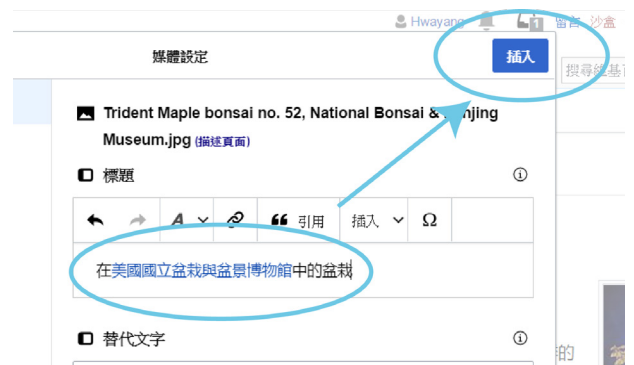 Hwayang 1 留言 沙盒
媒體設定 插入
搜尋維基百
Trident Maple bonsai no. 52, National Bonsai & Penjing
Museum.jpg (描述頁面)
標題
A 引用 插入 Ω
在美國國立盆栽與盆景博物館中的盆栽
替代文字
的